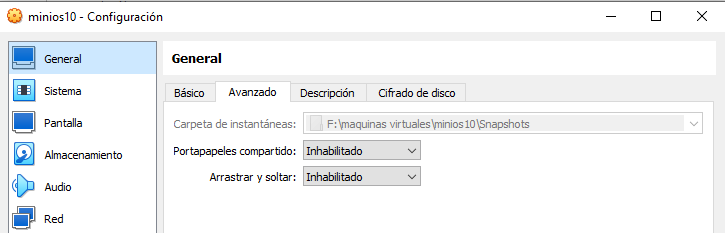 minios10 - Configuración
General
Sistema
Pantalla
Almacenamiento
Audio
Red
General
Básico Avanzado Descripción Cifrado de disco
Carpeta de instantáneas: F:\maquinas virtuales\minios10\Snapshots
Portapapeles compartido: Inhabilitado
Arrastrar y soltar: Inhabilitado